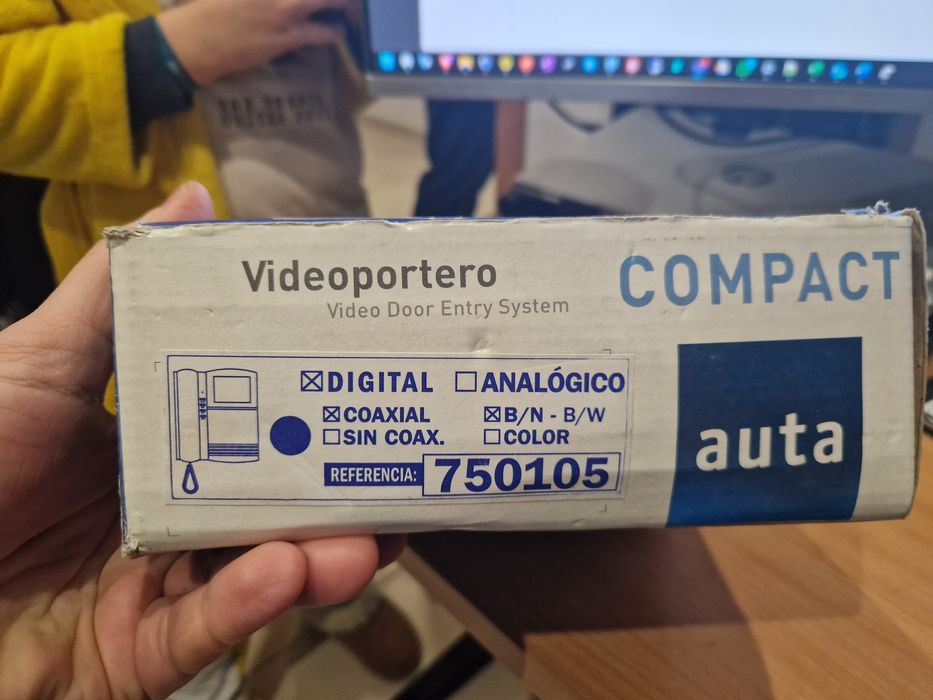 Videoportero
Video Door Entry System
COMPACT
☒ DIGITAL ☐ ANALÓGICO
☒ COAXIAL ☒ B/N - B/W
☐ SIN COAX. ☐ COLOR
REFERENCIA: 750105
auta